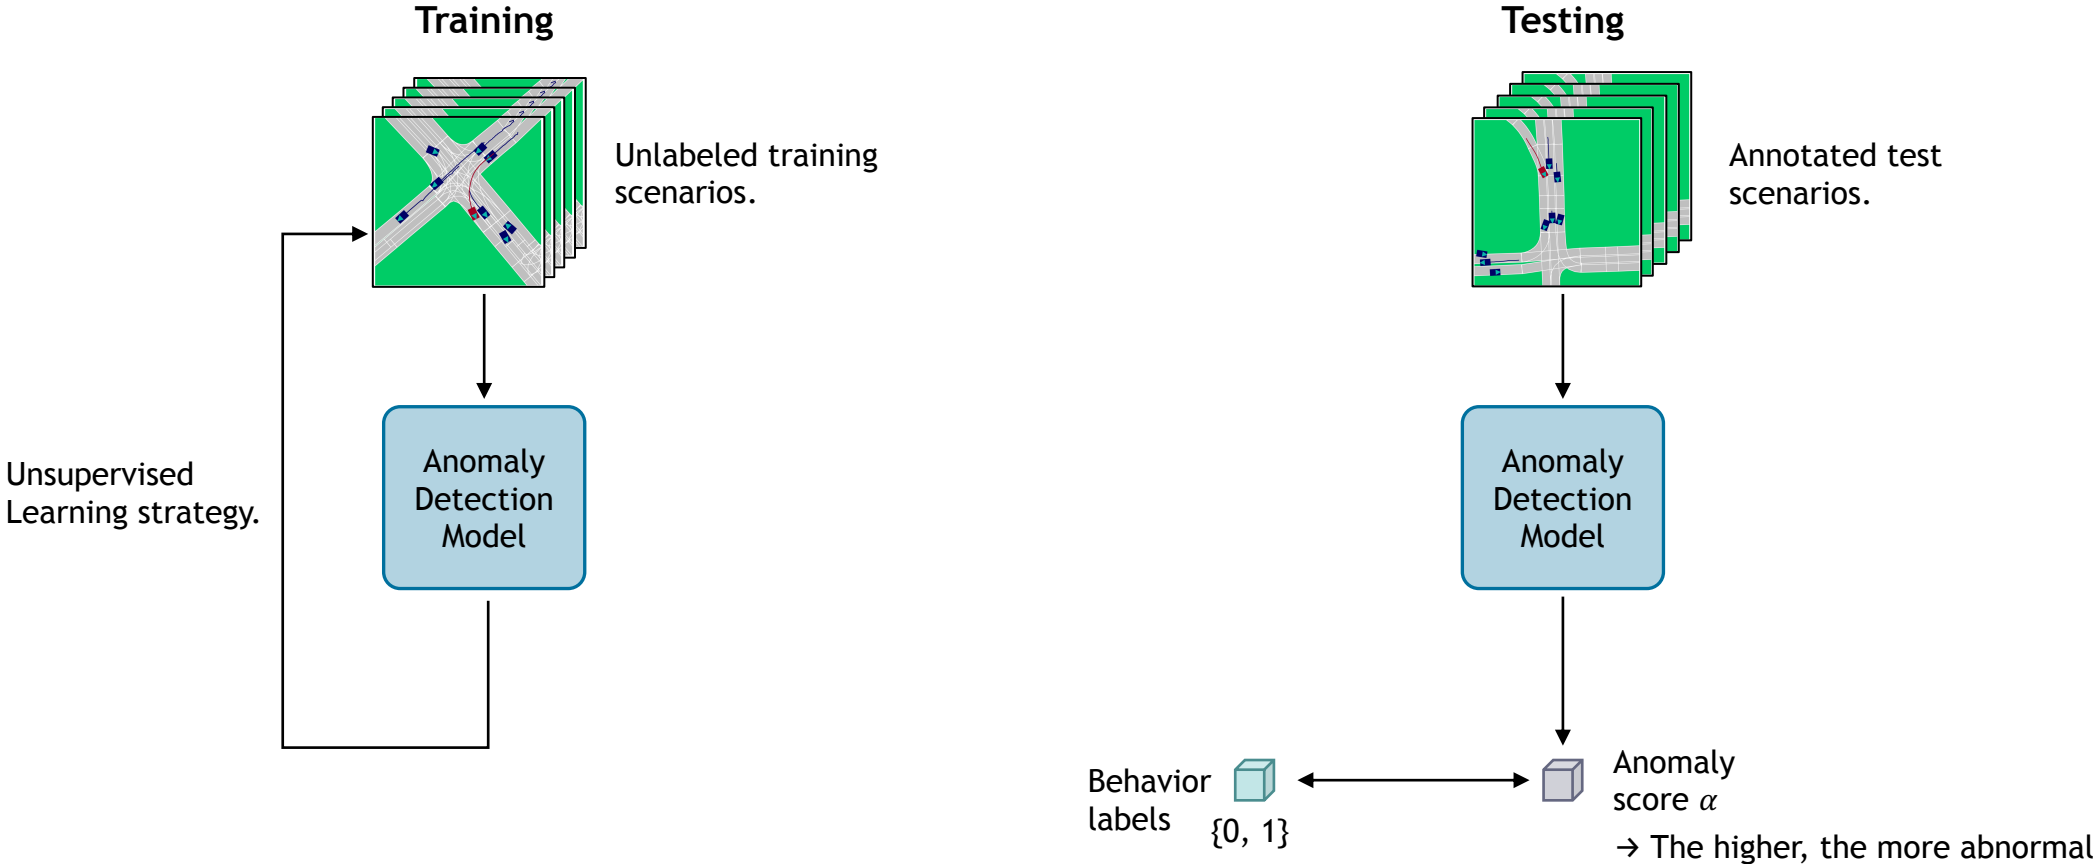 Training
Unlabeled training
scenarios.
Anomaly
Detection
Model
Unsupervised
Learning strategy.
Testing
Annotated test
scenarios.
Anomaly
Detection
Model
Behavior
labels
{0, 1}
Anomaly
score α
→ The higher, the more abnormal